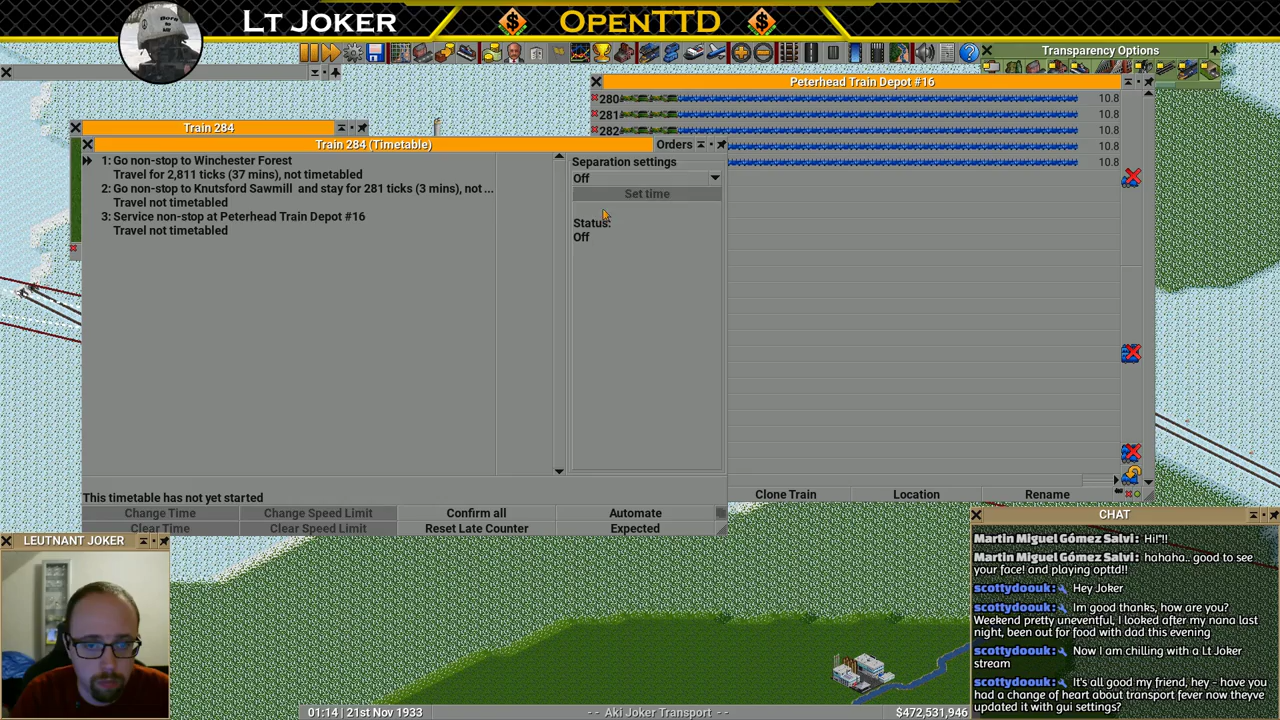 LT JOKER
OPENTTD
Transparency Options
Peterhead Train Depot #16
280 10.8
281 10.8
282 10.8
10.8
10.8
Train 284
Train 284 (Timetable)
Orders
1: Go non-stop to Winchester Forest
Travel for 2,811 ticks (37 mins), not timetabled
2: Go non-stop to Knutsford Sawmill and stay for 281 ticks (3 mins), not ...
Travel not timetabled
3: Service non-stop at Peterhead Train Depot #16
Travel not timetabled
Separation settings
Off
Set time
Status:
Off
This timetable has not yet started
Change Time
Change Speed Limit
Confirm all
Automate
Clear Time
Clear Speed Limit
Reset Late Counter
Expected
Clone Train
Location
Rename
LEUTNANT JOKER
CHAT
Martin Miguel Gómez Salvi: Hi!"!!
Martin Miguel Gómez Salvi: hahaha.. good to see
your face! and playing opttd!!
scottydoouk: Hey Joker
scottydoouk: Im good thanks, how are you?
Weekend pretty uneventful, I looked after my nana last
night, been out for food with dad this evening
scottydoouk: Now I am chilling with a Lt Joker
stream
scottydoouk: It's all good my friend, hey - have you
had a change of heart about transport fever now theyve
updated it with gui settings?
01:14 | 21st Nov 1933
- - Aki Joker Transport - -
$472,531,946